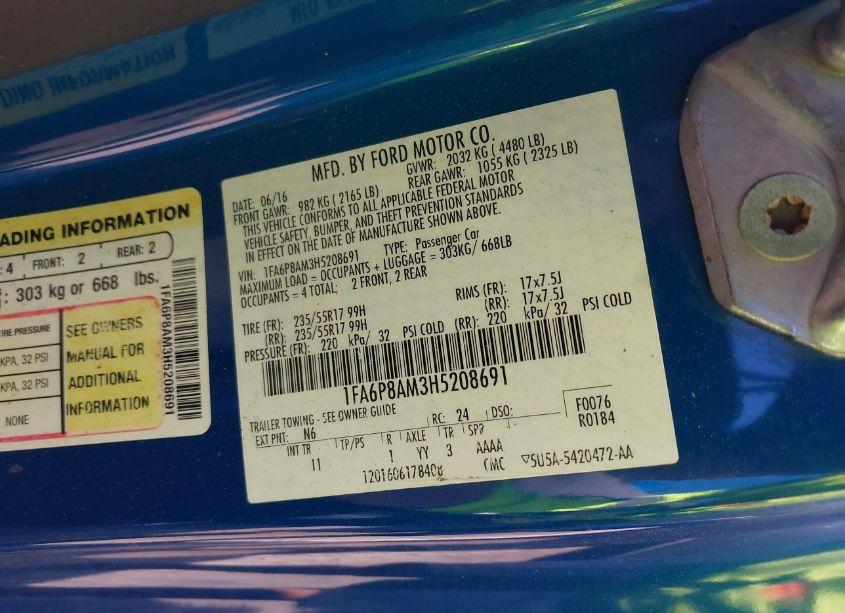 ADING INFORMATION
4 FRONT: 2 REAR: 2
: 303 kg or 668 lbs.
IRE PRESSURE
KPA, 32 PSI
KPA, 32 PSI
NONE
SEE OWNERS
MANUAL FOR
ADDITIONAL
INFORMATION
1FA6P8AM3H5208691
MFD. BY FORD MOTOR CO.
DATE: 06/16 GVWR: 2032 KG ( 4480 LB)
FRONT GAWR: 982 KG ( 2165 LB) REAR GAWR: 1055 KG ( 2325 LB)
THIS VEHICLE CONFORMS TO ALL APPLICABLE FEDERAL MOTOR
VEHICLE SAFETY, BUMPER, AND THEFT PREVENTION STANDARDS
IN EFFECT ON THE DATE OF MANUFACTURE SHOWN ABOVE.
VIN: 1FA6P8AM3H5208691 TYPE: Passenger Car
MAXIMUM LOAD = OCCUPANTS + LUGGAGE = 303KG/ 668LB
OCCUPANTS = 4 TOTAL; 2 FRONT, 2 REAR
TIRE (FR): 235/55R17 99H RIMS (FR): 17x7.5J
(RR): 235/55R17 99H (RR): 17x7.5J
PRESSURE (FR): 220 kPa/ 32 PSI COLD (RR): 220 kPa/ 32 PSI COLD
1FA6P8AM3H5208691
TRAILER TOWING - SEE OWNER GUIDE
EXT PNT: N6 RC: 24 DSO: F0076
R0184
INT TR TP/PS R AXLE TR SPR
11 1 YY 3 AAAA
1201606178408 CMC ▽5U5A-5420472-AA
DING INFORMATION